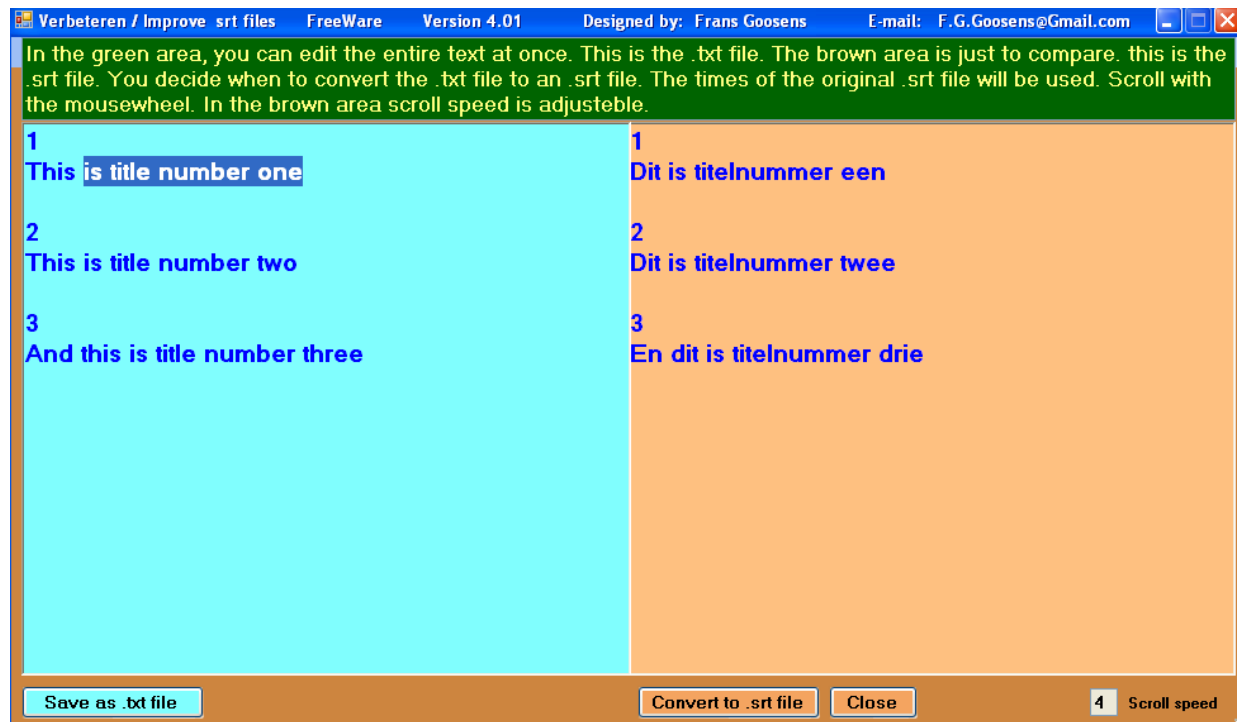 Verbeteren / Improve srt files FreeWare Version 4.01 Designed by: Frans Goosens E-mail: F.G.Goosens@Gmail.com
In the green area, you can edit the entire text at once. This is the .txt file. The brown area is just to compare. this is the
.srt file. You decide when to convert the .txt file to an .srt file. The times of the original .srt file will be used. Scroll with
the mousewheel. In the brown area scroll speed is adjusteble.
1
This is title number one
2
This is title number two
3
And this is title number three
1
Dit is titelnummer een
2
Dit is titelnummer twee
3
En dit is titelnummer drie
Save as .txt file Convert to .srt file Close 4 Scroll speed